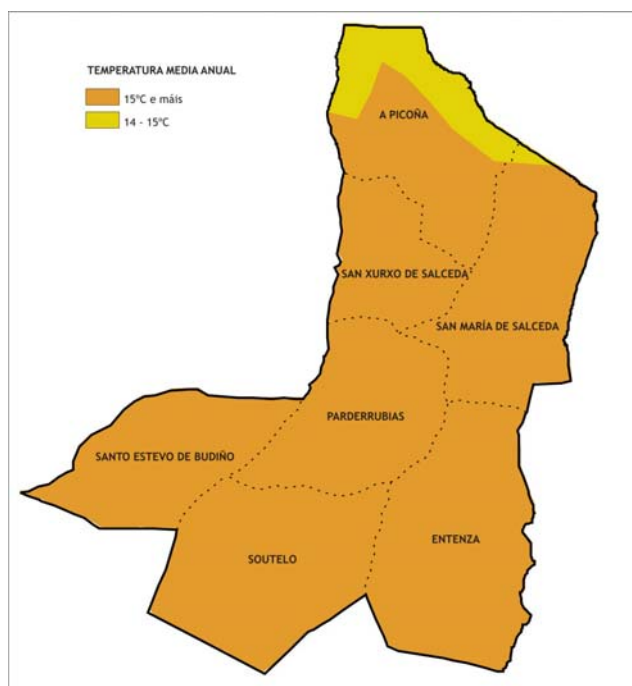 TEMPERATURA MEDIA ANUAL
15ºC e máis
14 - 15ºC
A PICOÑA
SAN XURXO DE SALCEDA
SAN MARÍA DE SALCEDA
PARDERRUBIAS
SANTO ESTEVO DE BUDIÑO
ENTENZA
SOUTELO